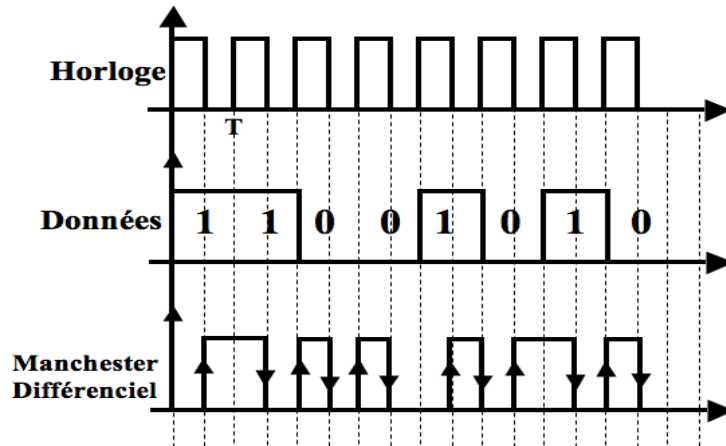 Horloge
T
Données 1 1 0 0 1 0 1 0
Manchester
Différenciel